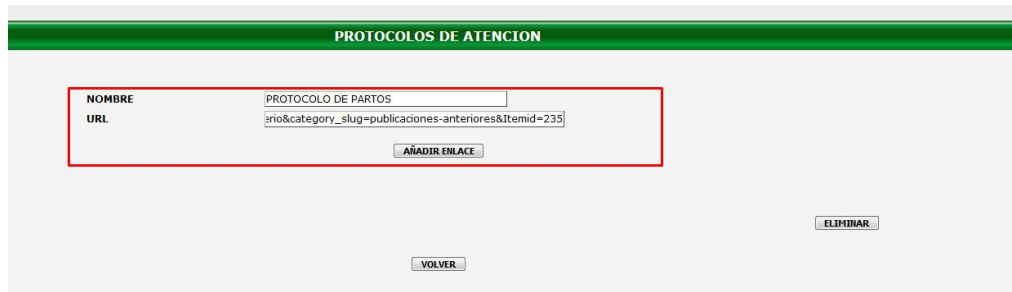 PROTOCOLOS DE ATENCION
NOMBRE PROTOCOLO DE PARTOS
URL erio&category_slug=publicaciones-anteriores&Itemid=235
AÑADIR ENLACE
ELIMINAR
VOLVER